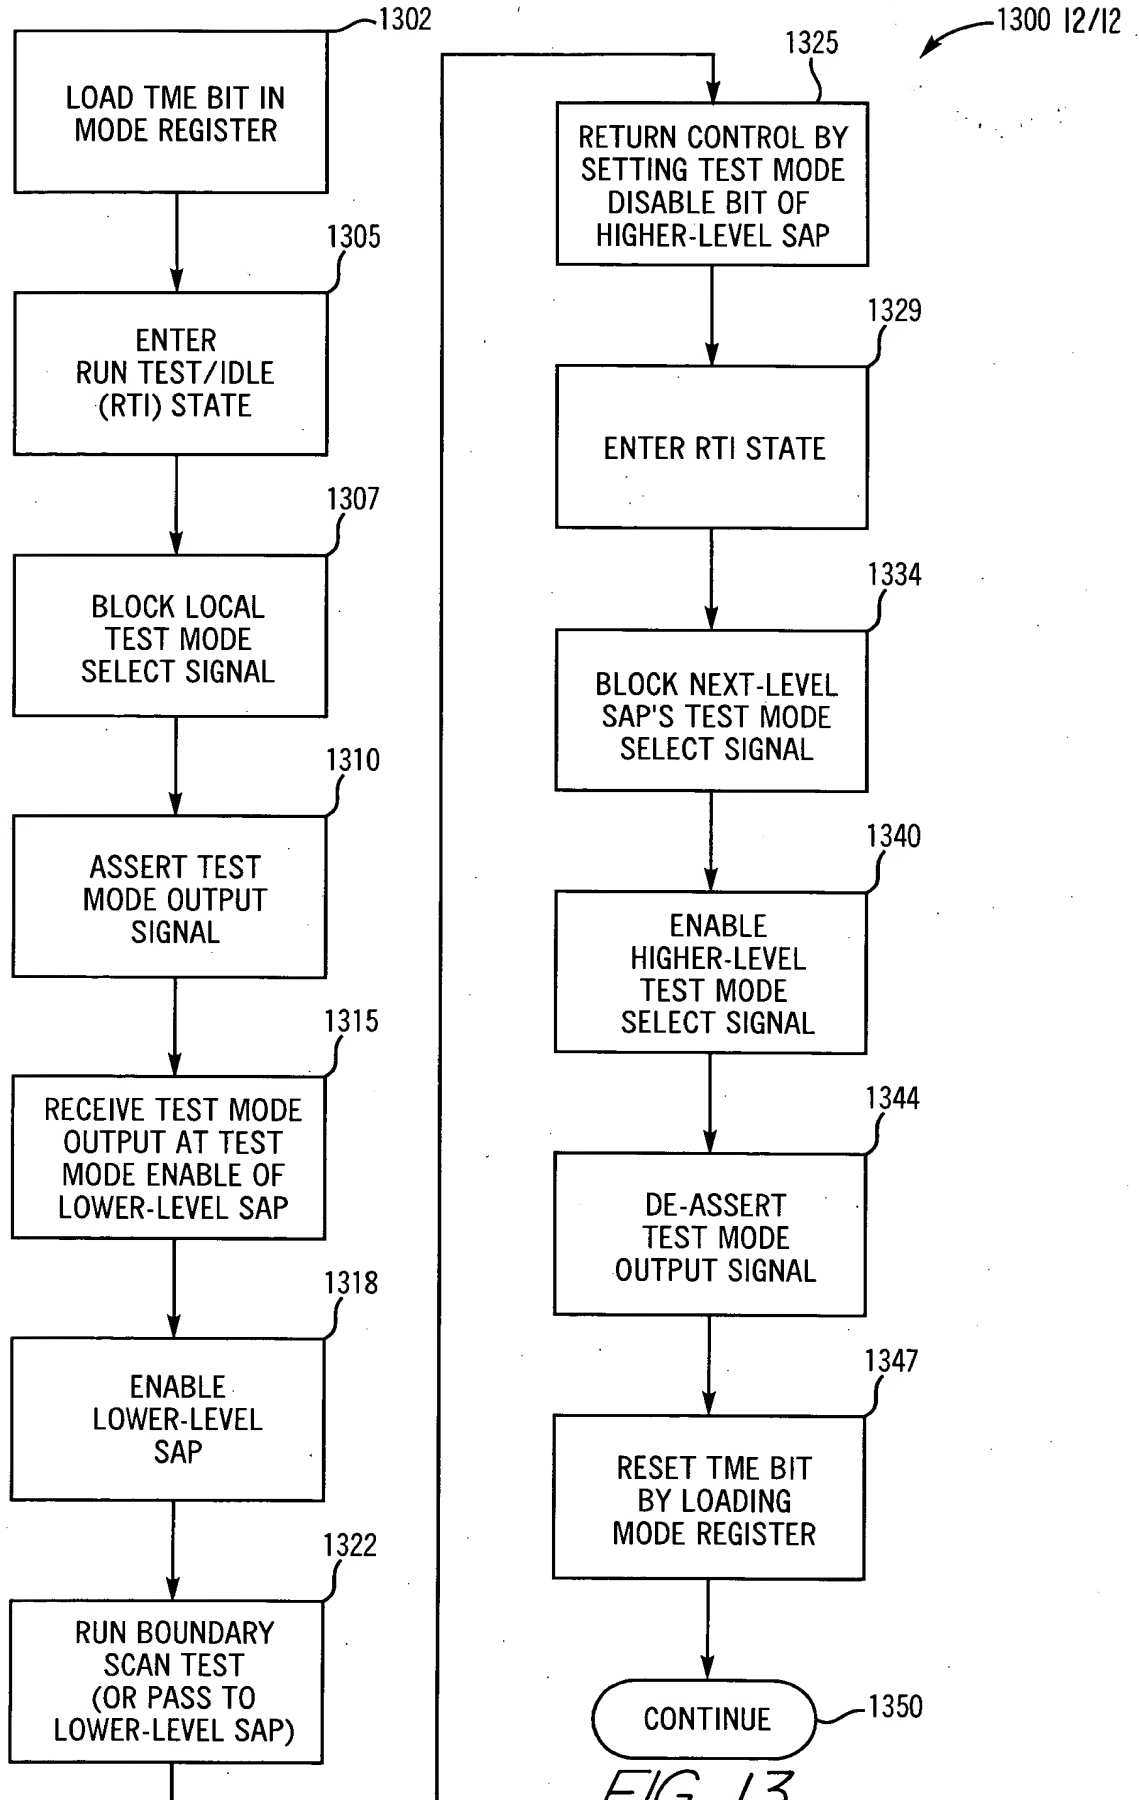 1300 12/12
1302
LOAD TME BIT IN
MODE REGISTER
1305
ENTER
RUN TEST/IDLE
(RTI) STATE
1307
BLOCK LOCAL
TEST MODE
SELECT SIGNAL
1310
ASSERT TEST
MODE OUTPUT
SIGNAL
1315
RECEIVE TEST MODE
OUTPUT AT TEST
MODE ENABLE OF
LOWER-LEVEL SAP
1318
ENABLE
LOWER-LEVEL
SAP
1322
RUN BOUNDARY
SCAN TEST
(OR PASS TO
LOWER-LEVEL SAP)
1325
RETURN CONTROL BY
SETTING TEST MODE
DISABLE BIT OF
HIGHER-LEVEL SAP
1329
ENTER RTI STATE
1334
BLOCK NEXT-LEVEL
SAP'S TEST MODE
SELECT SIGNAL
1340
ENABLE
HIGHER-LEVEL
TEST MODE
SELECT SIGNAL
1344
DE-ASSERT
TEST MODE
OUTPUT SIGNAL
1347
RESET TME BIT
BY LOADING
MODE REGISTER
CONTINUE
1350
FIG. 13